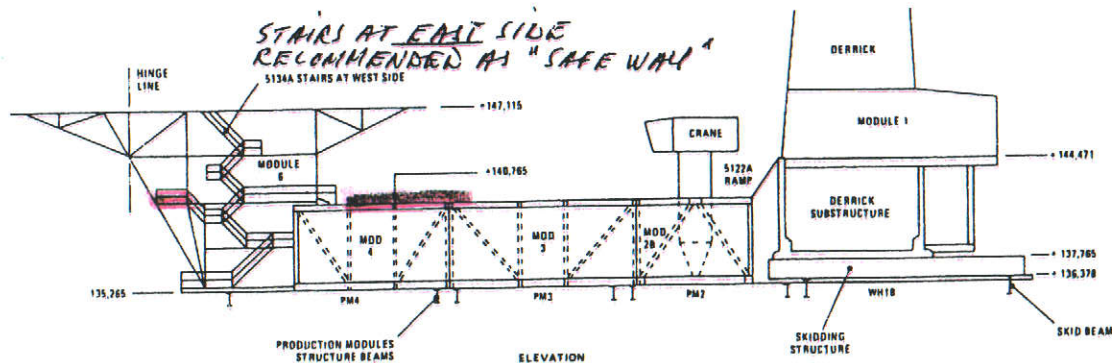 STAIRS AT EAST SIDE
RECOMMENDED AS "SAFE WAY"
HINGE
LINE
5134A STAIRS AT WEST SIDE
+147,115
DERRICK
MODULE 1
CRANE
5122A
RAMP
+144,471
MODULE
6
+140,765
DERRICK
SUBSTRUCTURE
MOD
4
MOD
3
MOD
2B
+137,765
+136,378
135,265
PM4
PM3
PM2
WH1B
PRODUCTION MODULES
STRUCTURE BEAMS
ELEVATION
SKIDDING
STRUCTURE
SKID BEAM